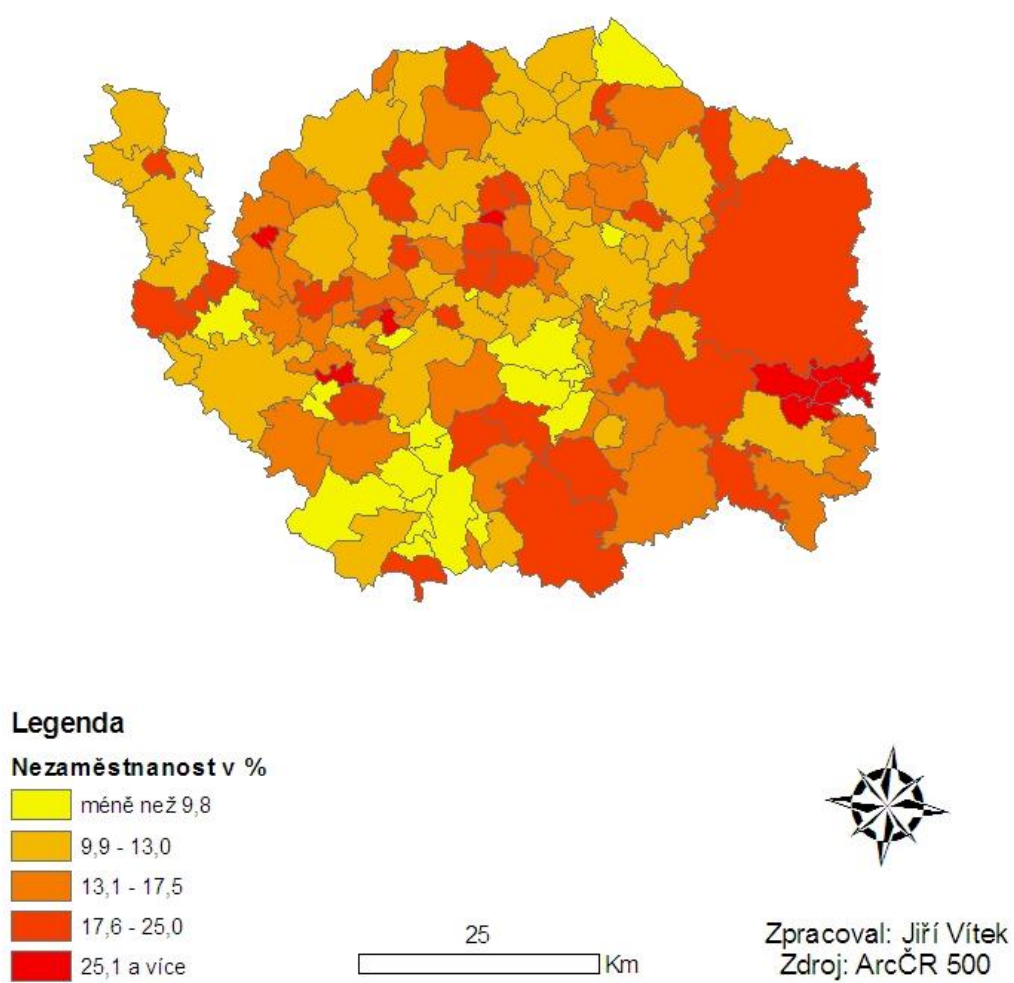 Legenda
Nezaměstnanost v %
méně než 9,8
9,9 - 13,0
13,1 - 17,5
17,6 - 25,0
25,1 a více
25
Km
Zpracoval: Jiří Vítek
Zdroj: ArcČR 500